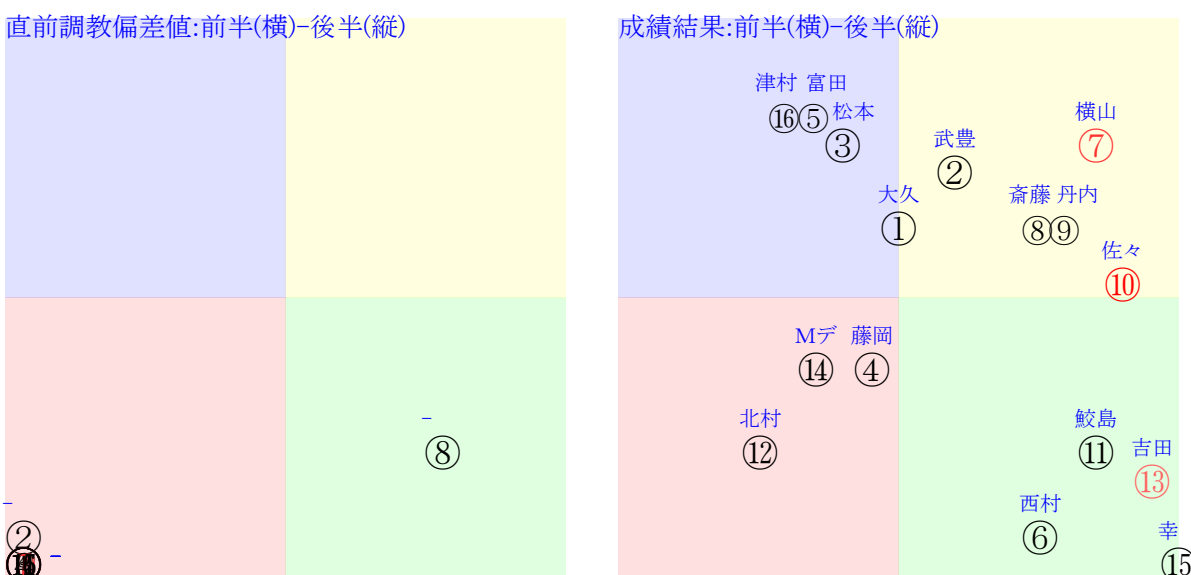 直前調教偏差値:前半(横)-後半(縦)
-
⑧
-
②
-
成績結果:前半(横)-後半(縦)
津村 富田
⑯⑤
松本
③
横山
⑦
武豊
②
大久
①
斎藤 丹内
⑧⑨
佐々
⑩
Mデ 藤岡
⑭ ④
北村
⑫
鮫島
⑪
吉田
⑬
西村
⑥
幸
⑮